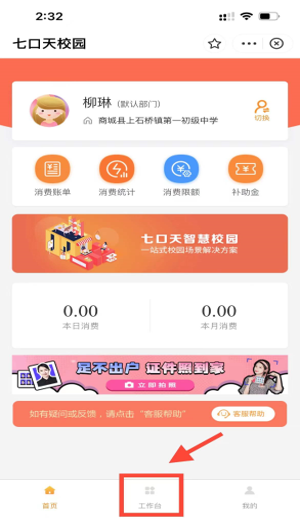 2:32
七口天校园
柳琳 (默认部门)
商城县上石桥镇第一初级中学
切换
消费账单 消费统计 消费限额 补助金
七口天智慧校园
一站式校园场景解决方案
0.00 0.00
本日消费 本月消费
足不出户 证件照到家
立即拍照
如有疑问或反馈，请点击"客服帮助"
客服帮助
首页 工作台 我的